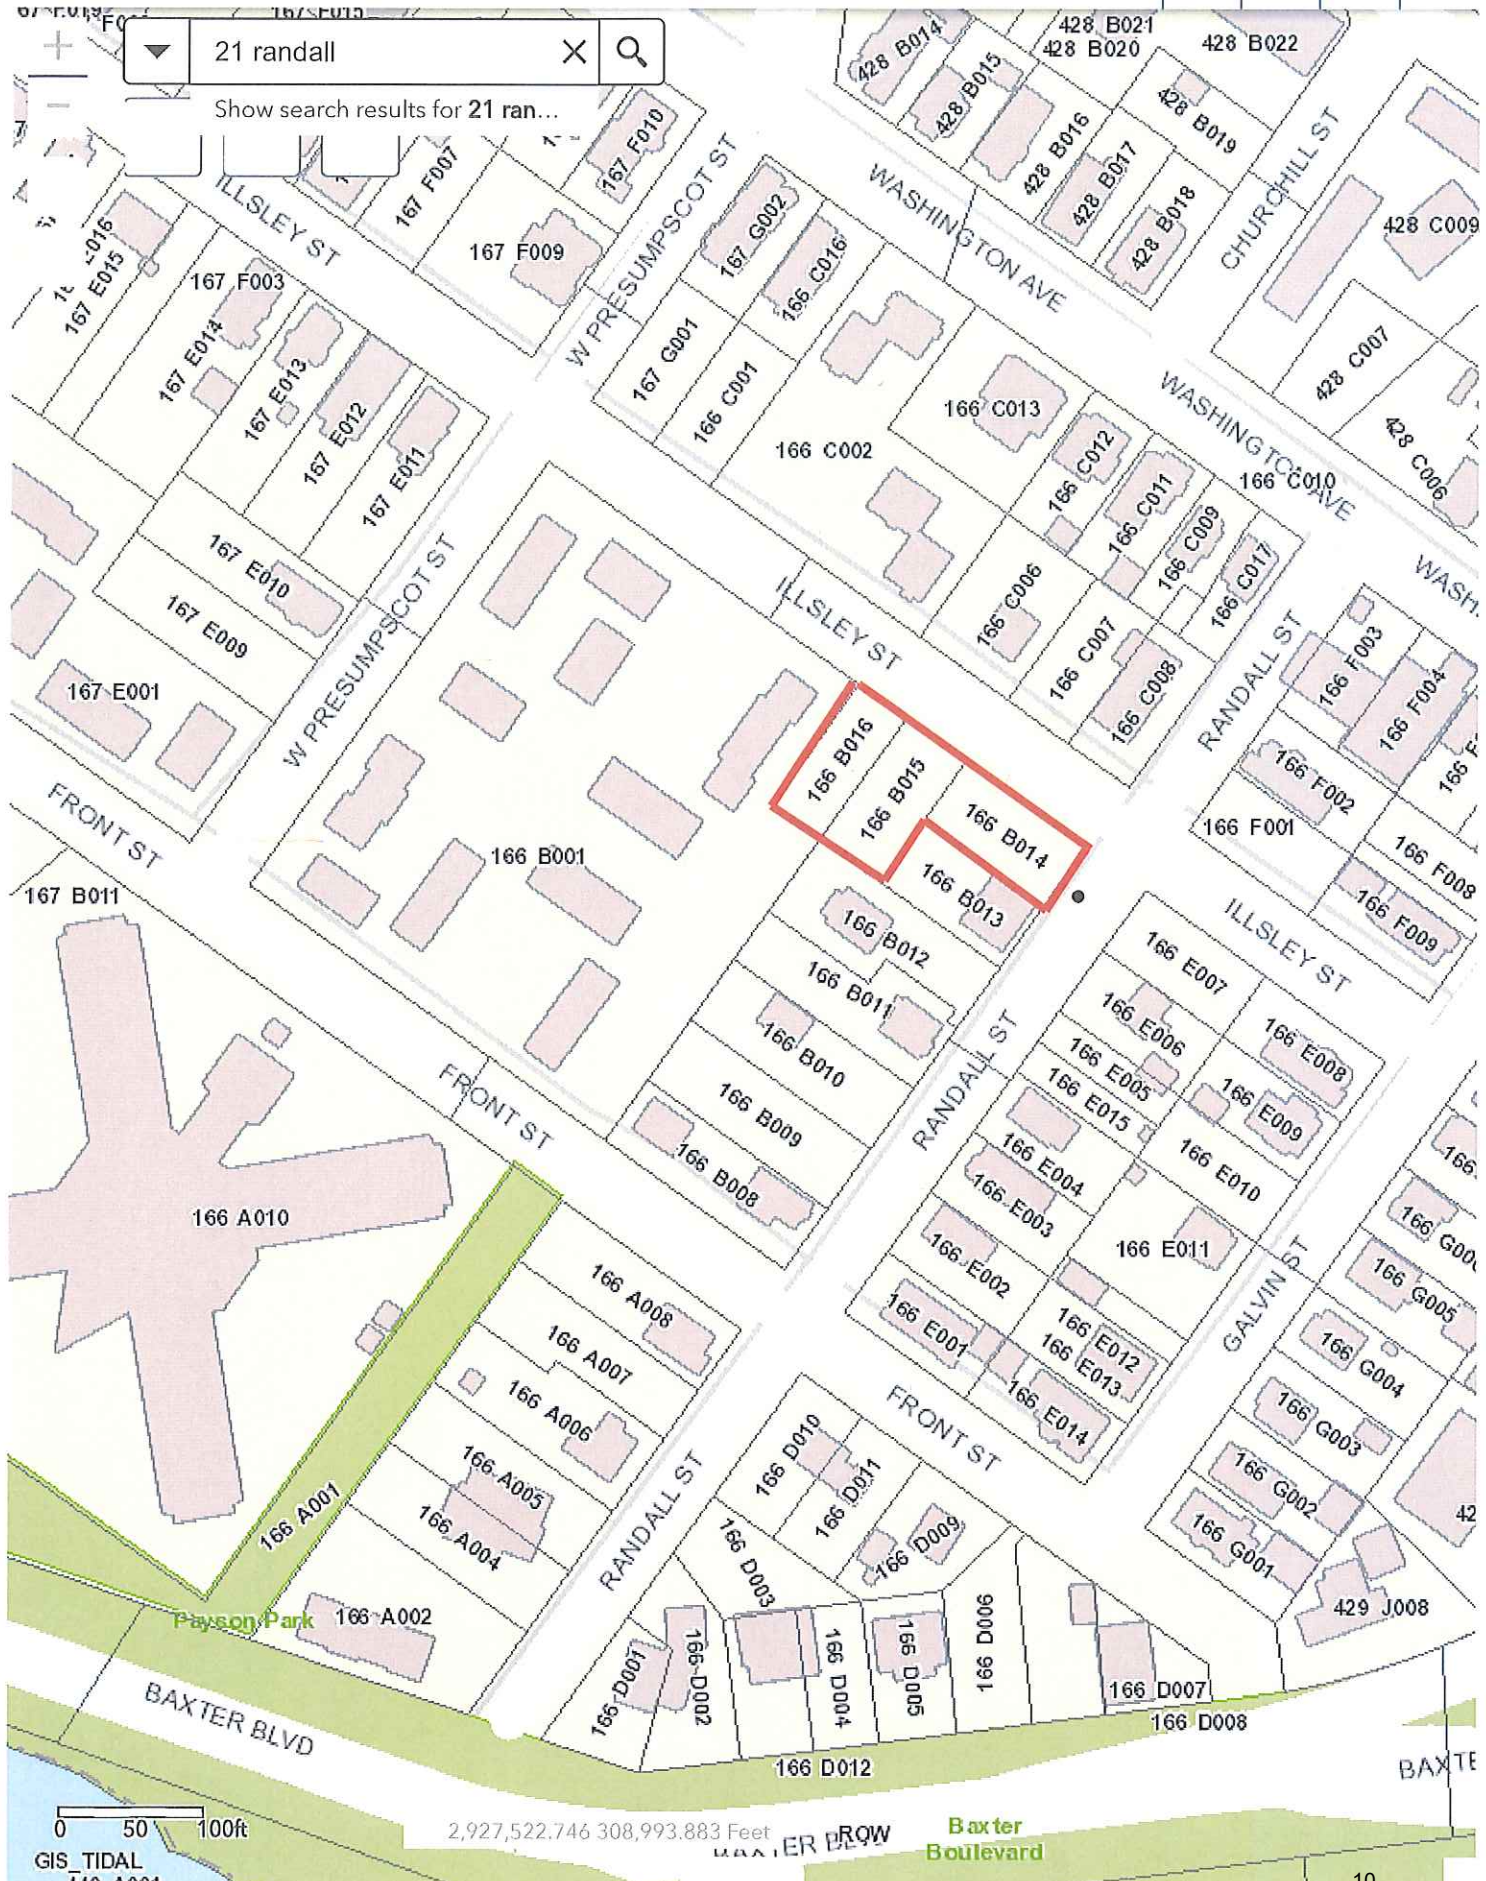 167 F015
21 randall
Show search results for 21 ran...
428 B014
428 B015
428 B021
428 B020
428 B022
428 B016
428 B017
428 B018
428 B019
CHURCHILL ST
428 C009
428 C007
428 C006
167 F007
167 F010
167 F009
ILLSLEY ST
W PRESUMPSCOT ST
WASHINGTON AVE
167 E015
167 F003
167 E014
167 E013
167 E012
167 E011
167 G002
166 C016
167 G001
166 C001
166 C002
166 C013
166 C012
166 C011
166 C009
166 C010
166 C017
WASHINGTON AVE
WASH
167 E010
167 E009
167 E001
W PRESUMPSCOT ST
ILLSLEY ST
166 C006
166 C007
166 C008
RANDALL ST
166 F003
166 F004
166 F002
166 F001
166 F008
166 F009
FRONT ST
167 B011
166 B001
166 B016
166 B015
166 B014
166 B013
166 B012
166 B011
166 B010
166 B009
166 B008
ILLSLEY ST
166 E007
166 E006
166 E005
166 E015
166 E008
166 E009
166 E004
166 E003
166 E010
166 E002
166 E011
166 E001
166 E012
166 E013
166 E014
RANDALL ST
GALVIN ST
FRONT ST
166 A010
166 A008
166 A007
166 A006
166 A005
166 A004
166 A001
166 A002
Payson Park
RANDALL ST
FRONT ST
166 G005
166 G004
166 G003
166 G002
166 G001
166 D010
166 D011
166 D009
166 D003
166 D001
166 D002
166 D004
166 D005
166 D006
166 D007
166 D008
166 D012
429 J008
BAXTER BLVD
BAXTE
0 50 100ft
2,927,522.746 308,993.883 Feet
ROW
Baxter
Boulevard
GIS_TIDAL
10